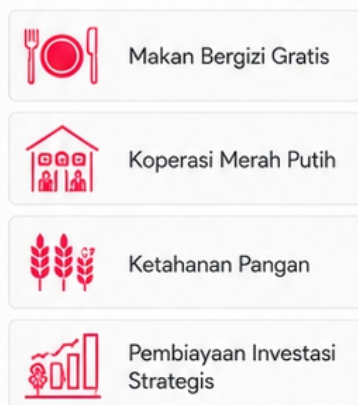 Makan Bergizi Gratis
Koperasi Merah Putih
Ketahanan Pangan
Pembiayaan Investasi
Strategis